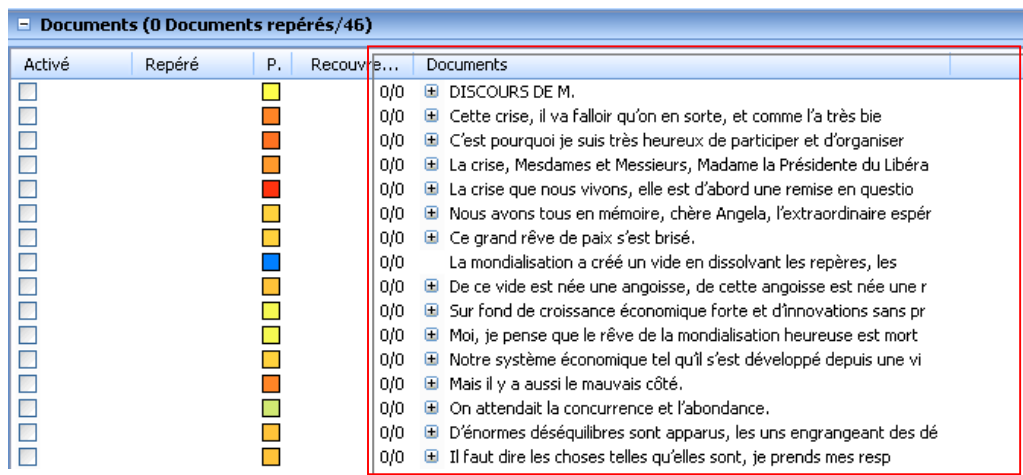 Documents (0 Documents repérés/46)
Activé Repéré P. Recouvre... Documents
0/0 DISCOURS DE M.
0/0 Cette crise, il va falloir qu'on en sorte, et comme l'a très bie
0/0 C'est pourquoi je suis très heureux de participer et d'organiser
0/0 La crise, Mesdames et Messieurs, Madame la Présidente du Libéra
0/0 La crise que nous vivons, elle est d'abord une remise en questio
0/0 Nous avons tous en mémoire, chère Angela, l'extraordinaire espér
0/0 Ce grand rêve de paix s'est brisé.
0/0 La mondialisation a créé un vide en dissolvant les repères, les
0/0 De ce vide est née une angoisse, de cette angoisse est née une r
0/0 Sur fond de croissance économique forte et d'innovations sans pr
0/0 Moi, je pense que le rêve de la mondialisation heureuse est mort
0/0 Notre système économique tel qu'il s'est développé depuis une vi
0/0 Mais il y a aussi le mauvais côté.
0/0 On attendait la concurrence et l'abondance.
0/0 D'énormes déséquilibres sont apparus, les uns engrangeant des dé
0/0 Il faut dire les choses telles qu'elles sont, je prends mes resp